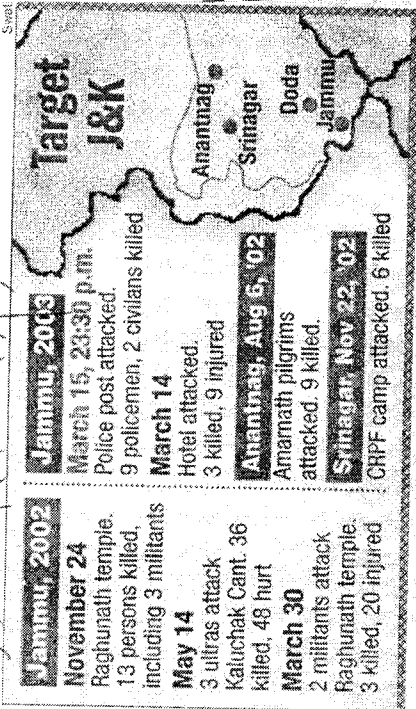 Swat
Target
J&K
Anantnag
Srinagar
Doda
Jammu
Jammu, 2002
November 24
Raghunath temple.
13 persons killed,
including 3 militants
May 14
3 ultras attack
Kaluchak Cant. 36
killed, 48 hurt
March 30
2 militants attack
Raghunath temple.
3 killed, 20 injured
Jammu, 2003
March 15, 23:30 p.m.
Police post attacked.
9 policemen, 2 civilans killed
March 14
Hotel attacked.
3 killed, 9 injured
Anantnag, Aug 6, '02
Amarnath pilgrims
attacked. 9 killed.
Srinagar, Nov 22, '02
CRPF camp attacked. 6 killed